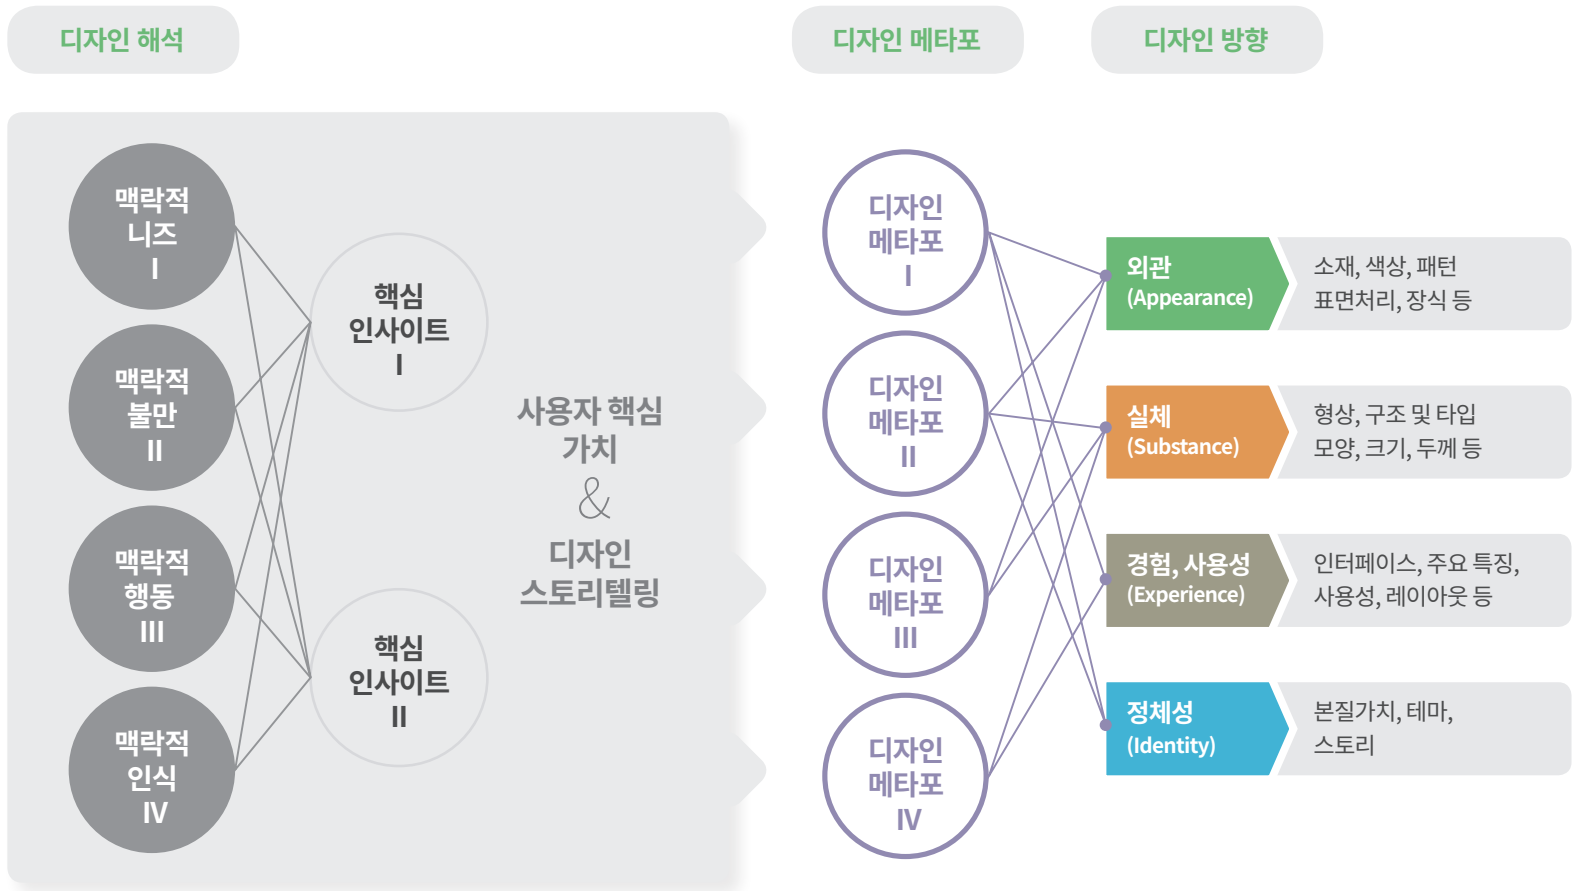 디자인 해석
디자인 메타포
디자인 방향
맥락적
니즈
I
맥락적
불만
II
맥락적
행동
III
맥락적
인식
IV
핵심
인사이트
I
핵심
인사이트
II
사용자 핵심
가치
&
디자인
스토리텔링
디자인
메타포
I
디자인
메타포
II
디자인
메타포
III
디자인
메타포
IV
외관
(Appearance)
소재, 색상, 패턴
표면처리, 장식 등
실체
(Substance)
형상, 구조 및 타입
모양, 크기, 두께 등
경험, 사용성
(Experience)
인터페이스, 주요 특징,
사용성, 레이아웃 등
정체성
(Identity)
본질가치, 테마,
스토리